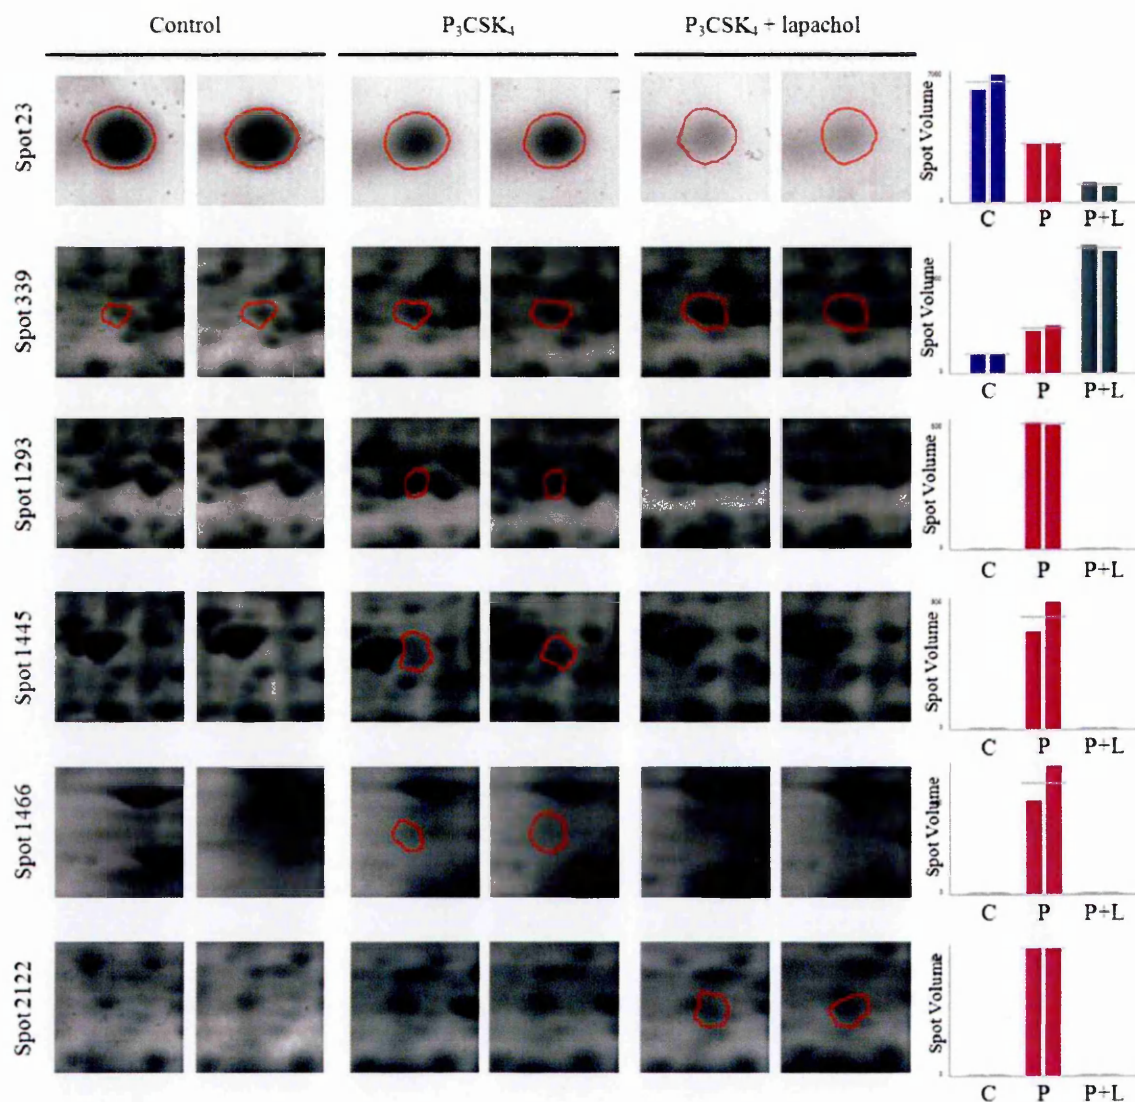 Control
P₃CSK₄
P₃CSK₄ + lapachol
Spot 23
Spot Volume
C P P+L
Spot 339
Spot Volume
C P P+L
Spot 1293
Spot Volume
C P P+L
Spot 1445
Spot Volume
C P P+L
Spot 1466
Spot Volume
C P P+L
Spot 2122
Spot Volume
C P P+L